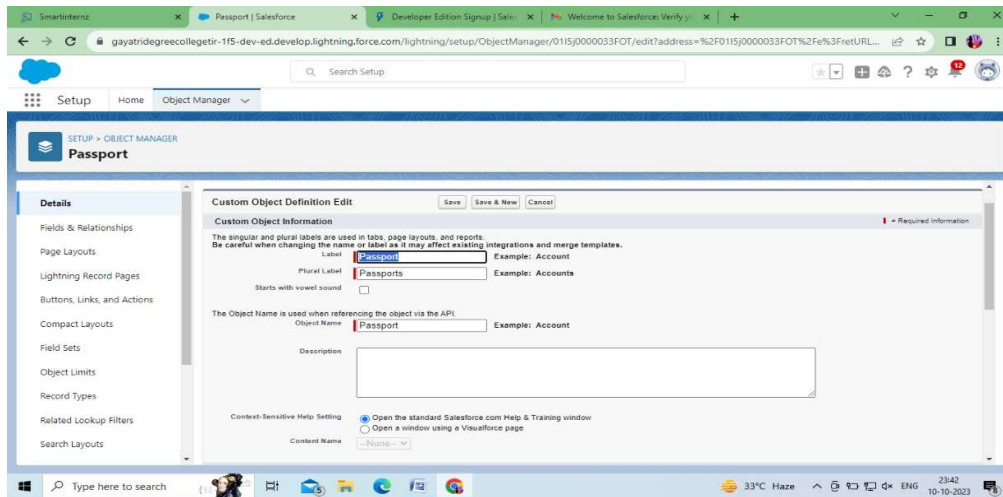 Smartinternz
Passport | Salesforce
Developer Edition Signup | Sale
Welcome to Salesforce: Verify yo
gayatridegreecollegetir-1f5-dev-ed.develop.lightning.force.com/lightning/setup/ObjectManager/01I5j0000033FOT/edit?address=%2F01I5j0000033FOT%2Fe%3FretURL...
Search Setup
12
Setup
Home
Object Manager
SETUP > OBJECT MANAGER
Passport
Details
Fields & Relationships
Page Layouts
Lightning Record Pages
Buttons, Links, and Actions
Compact Layouts
Field Sets
Object Limits
Record Types
Related Lookup Filters
Search Layouts
Custom Object Definition Edit
Save
Save & New
Cancel
Custom Object Information
= Required Information
The singular and plural labels are used in tabs, page layouts, and reports.
Be careful when changing the name or label as it may affect existing integrations and merge templates.
Label Passport Example: Account
Plural Label Passports Example: Accounts
Starts with vowel sound
The Object Name is used when referencing the object via the API.
Object Name Passport Example: Account
Description
Context-Sensitive Help Setting Open the standard Salesforce.com Help & Training window
Open a window using a Visualforce page
Content Name --None--
Type here to search
33°C Haze
ENG
23:42
10-10-2023